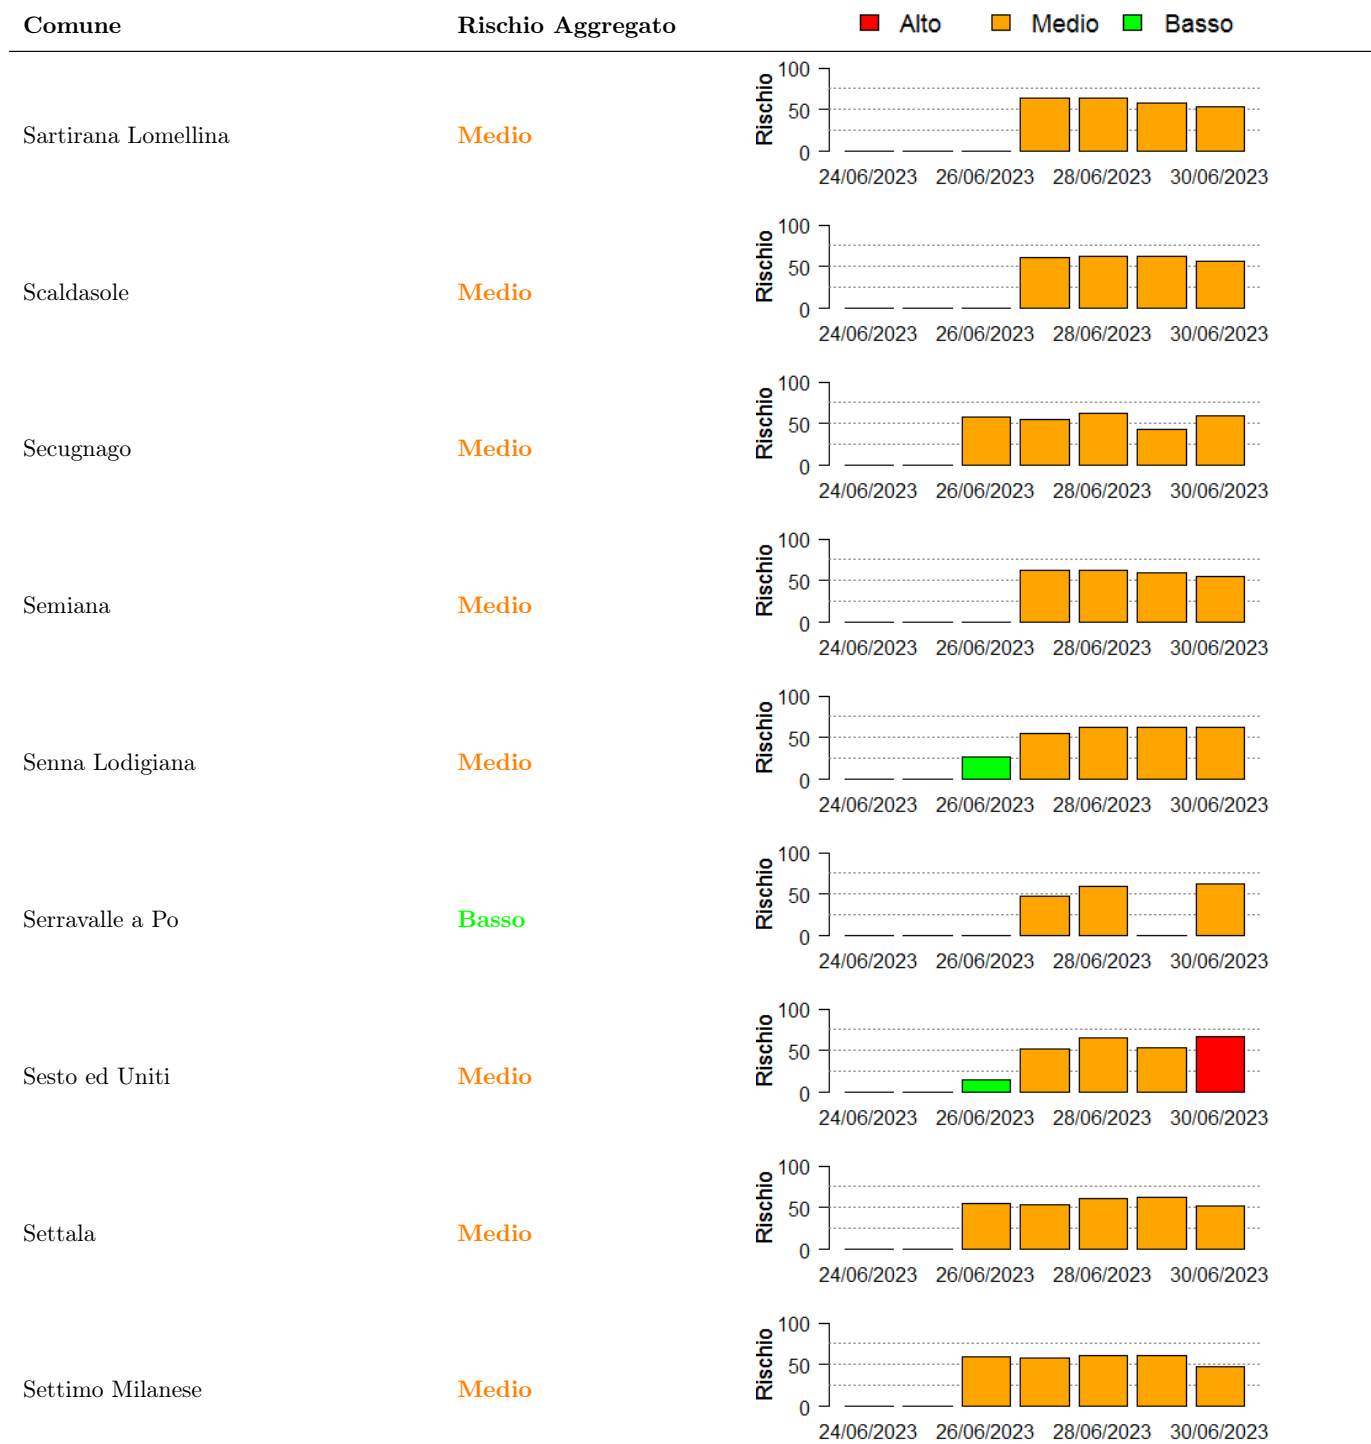 Comune Rischio Aggregato Alto Medio Basso
Sartirana Lomellina Medio Rischio 100 50 0
24/06/2023 26/06/2023 28/06/2023 30/06/2023
Scaldasole Medio Rischio 100 50 0
24/06/2023 26/06/2023 28/06/2023 30/06/2023
Secugnago Medio Rischio 100 50 0
24/06/2023 26/06/2023 28/06/2023 30/06/2023
Semiana Medio Rischio 100 50 0
24/06/2023 26/06/2023 28/06/2023 30/06/2023
Senna Lodigiana Medio Rischio 100 50 0
24/06/2023 26/06/2023 28/06/2023 30/06/2023
Serravalle a Po Basso Rischio 100 50 0
24/06/2023 26/06/2023 28/06/2023 30/06/2023
Sesto ed Uniti Medio Rischio 100 50 0
24/06/2023 26/06/2023 28/06/2023 30/06/2023
Settala Medio Rischio 100 50 0
24/06/2023 26/06/2023 28/06/2023 30/06/2023
Settimo Milanese Medio Rischio 100 50 0
24/06/2023 26/06/2023 28/06/2023 30/06/2023